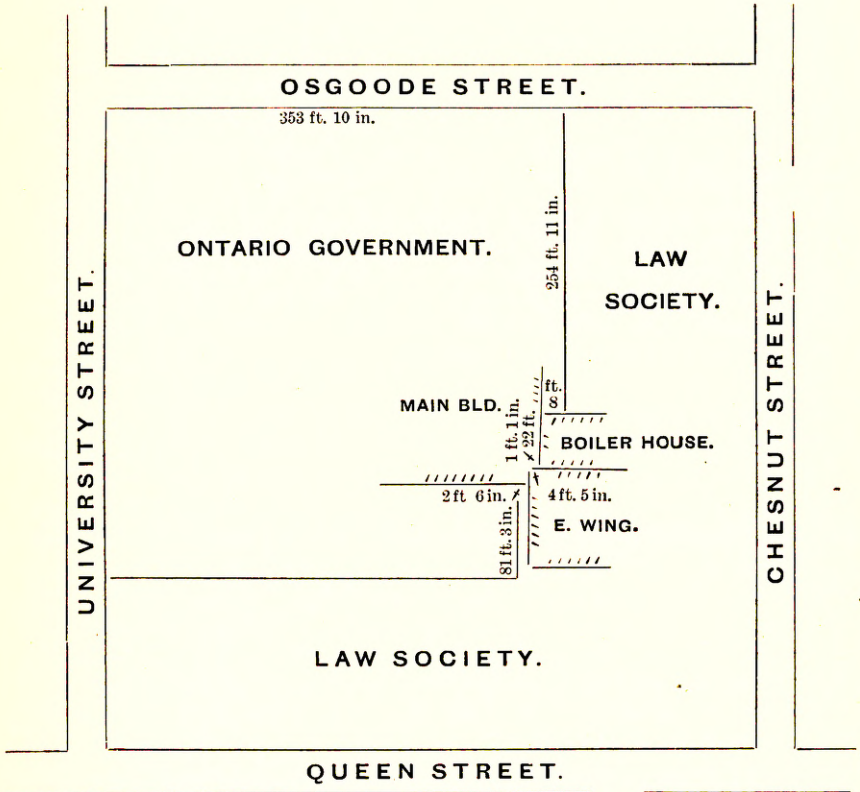 OSGOODE STREET.
353 ft. 10 in.
254 ft. 11 in.
ONTARIO GOVERNMENT.
LAW
SOCIETY.
UNIVERSITY STREET.
CHESNUT STREET.
MAIN BLD.
ft.
8
1 ft. 1 in.
22 ft.
BOILER HOUSE.
2 ft 6 in.
4 ft. 5 in.
81 ft. 3 in.
E. WING.
LAW SOCIETY.
QUEEN STREET.